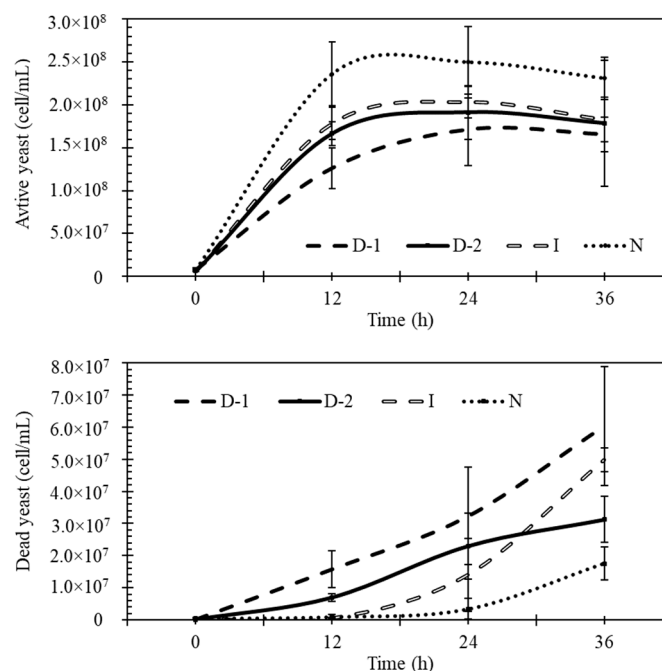 3.0×10⁸
2.5×10⁸
2.0×10⁸
1.5×10⁸
1.0×10⁸
5.0×10⁷
0
Avtive yeast (cell/mL)
D-1 D-2 I N
0 12 24 36
Time (h)
8.0×10⁷
7.0×10⁷
6.0×10⁷
5.0×10⁷
4.0×10⁷
3.0×10⁷
2.0×10⁷
1.0×10⁷
0
Dead yeast (cell/mL)
D-1 D-2 I N
0 12 24 36
Time (h)